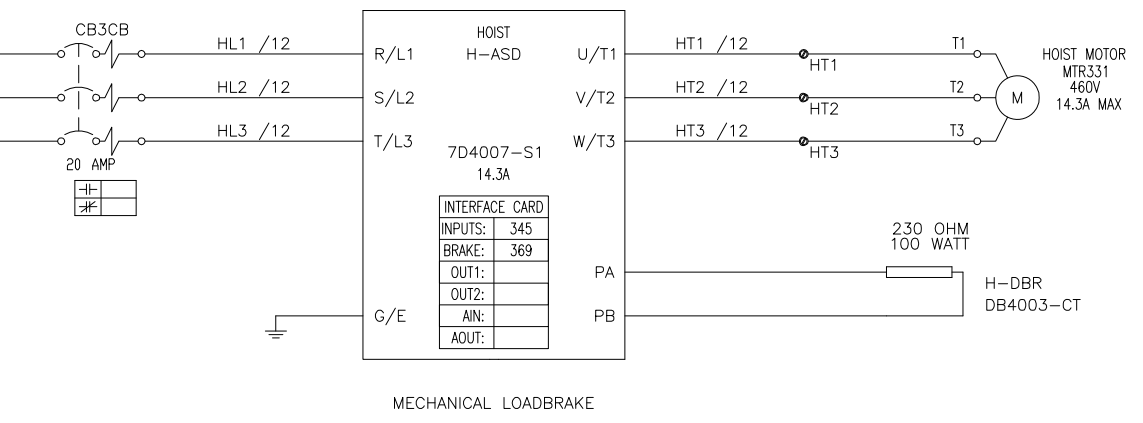 CB3CB
HL1 /12
HL2 /12
HL3 /12
20 AMP
HOIST
H-ASD
R/L1
S/L2
T/L3
U/T1
V/T2
W/T3
7D4007-S1
14.3A
INTERFACE CARD
INPUTS: 345
BRAKE: 369
OUT1:
OUT2:
AIN:
AOUT:
G/E
PA
PB
HT1 /12
HT1
T1
HT2 /12
HT2
T2
HT3 /12
HT3
T3
M
HOIST MOTOR
MTR331
460V
14.3A MAX
230 OHM
100 WATT
H-DBR
DB4003-CT
MECHANICAL LOADBRAKE